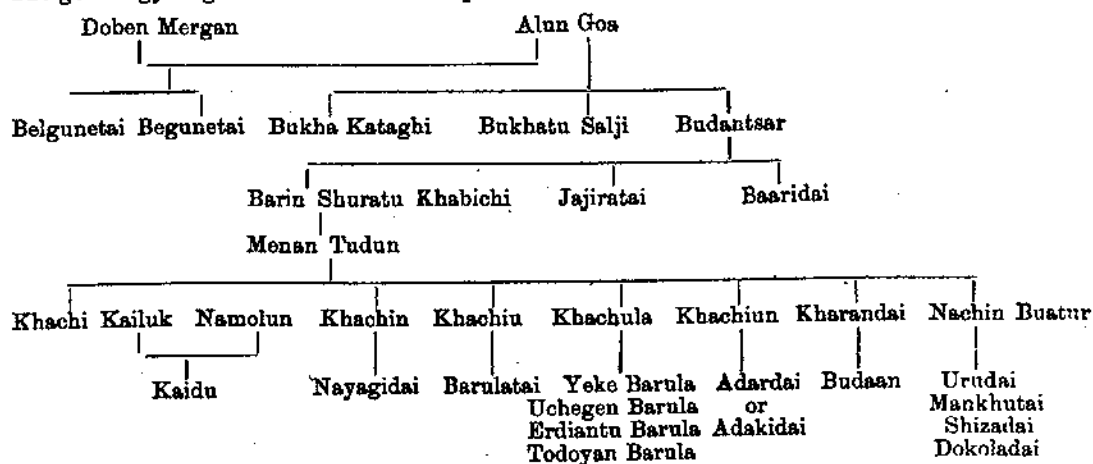 Doben Mergan Alun Goa
Belgunetai Begunetai Bukha Kataghi Bukhatu Salji Budantsar
Barin Shuratu Khabichi Jajiratai Baaridai
Menan Tudun
Khachi Kailuk Namolun Khachin Khachiu Khachula Khachiun Kharandai Nachin Buatur
Kaidu Nayagidai Barulatai Yeke Barula Adardai Budaan Urudai
Uchegen Barula or Mankhutai
Erdiantu Barula Adakidai Shizadai
Todoyan Barula Dokoladai